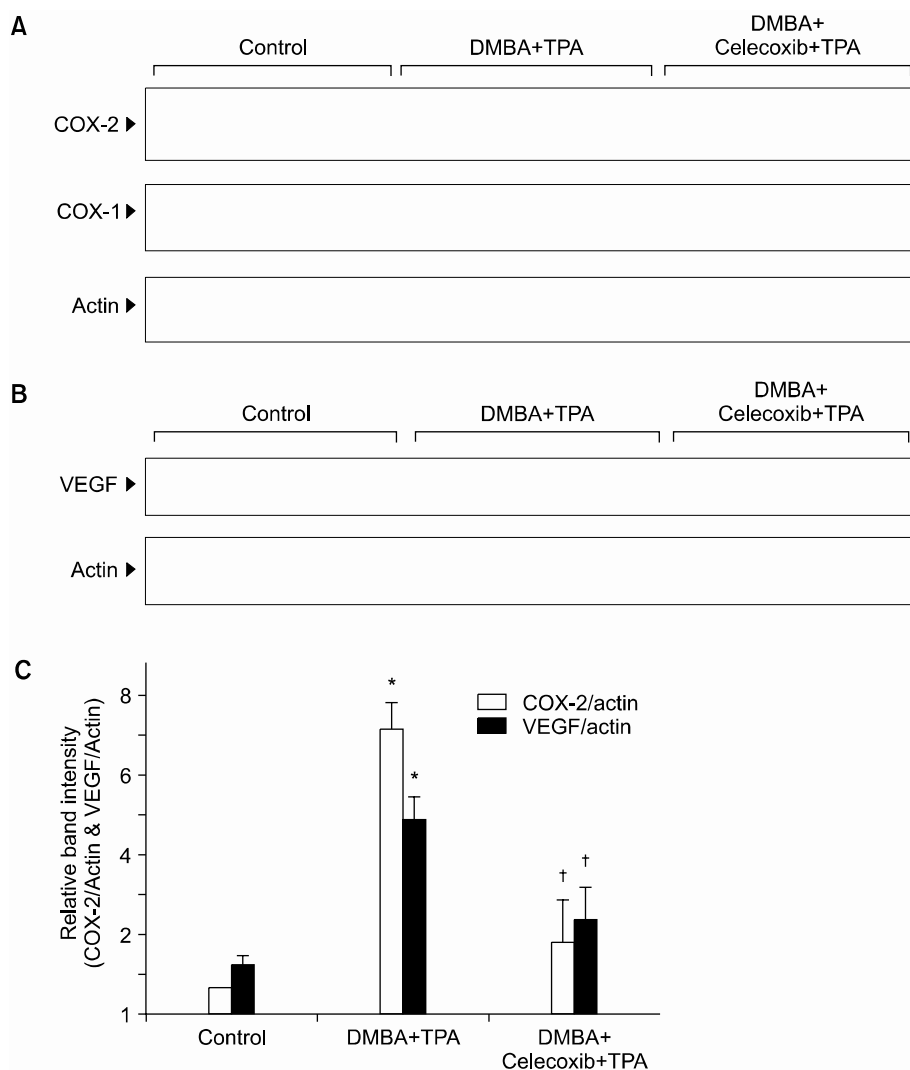 A
Control
DMBA+TPA
DMBA+
Celecoxib+TPA
COX-2
COX-1
Actin
B
Control
DMBA+TPA
DMBA+
Celecoxib+TPA
VEGF
Actin
C
Relative band intensity
(COX-2/Actin & VEGF/Actin)
8
6
4
2
1
*
*
†
†
COX-2/actin
VEGF/actin
Control
DMBA+TPA
DMBA+
Celecoxib+TPA